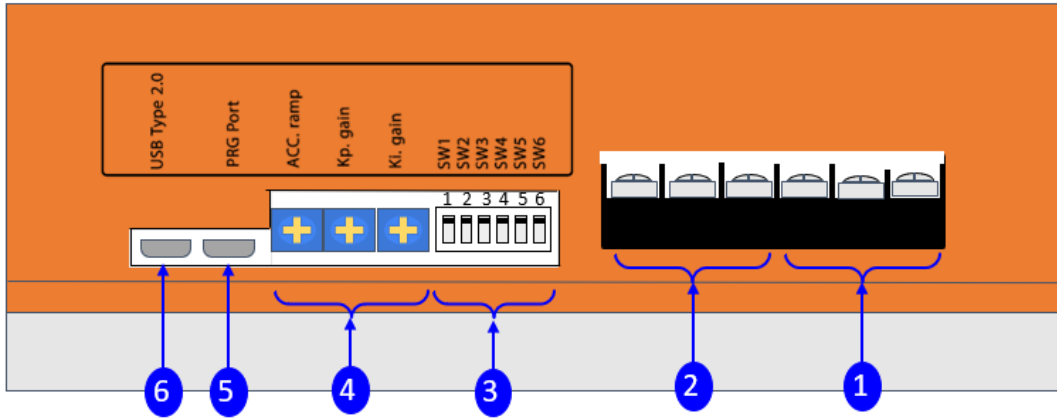 USB Type 2.0
PRG Port
ACC. ramp
Kp. gain
Ki. gain
SW1
SW2
SW3
SW4
SW5
SW6
1 2 3 4 5 6
6 5 4 3 2 1